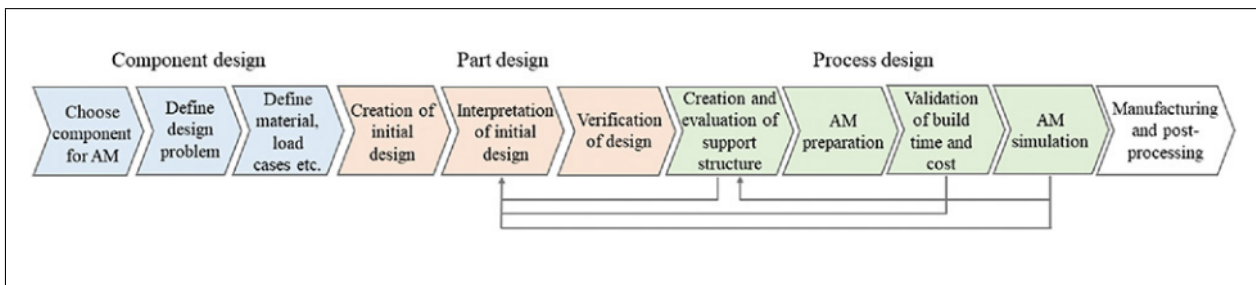 Component design
Part design
Process design
Choose
component
for AM
Define
design
problem
Define
material,
load
cases etc.
Creation of
initial
design
Interpretation
of initial
design
Verification
of design
Creation and
evaluation of
support
structure
AM
preparation
Validation
of build
time and
cost
AM
simulation
Manufacturing
and post-
processing